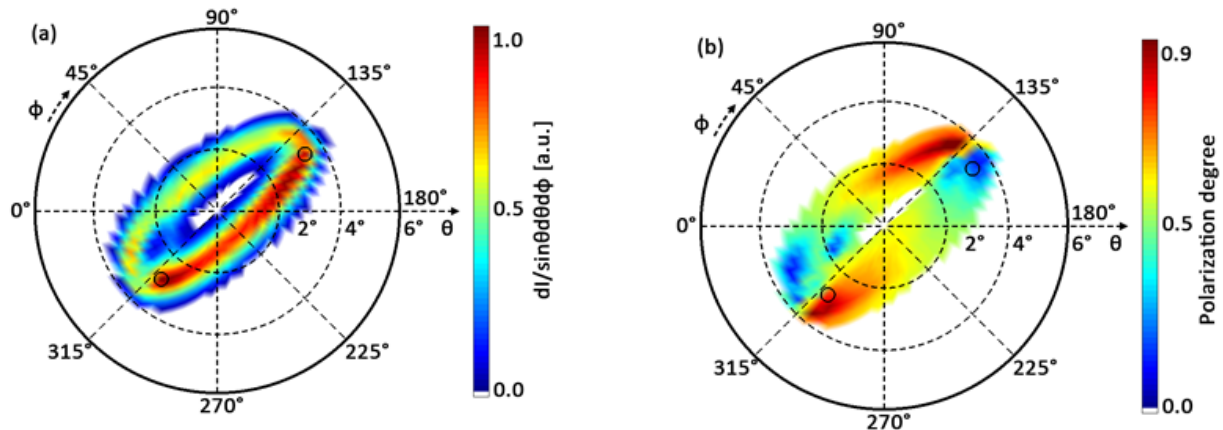 (a)
90°
45°
135°
ϕ
0°
2° 4° 6° θ
180°
315°
225°
270°
1.0
0.5
0.0
dI/sinθdθdϕ [a.u.]
(b)
90°
45°
135°
ϕ
0°
2° 4° 6° θ
180°
315°
225°
270°
0.9
0.5
0.0
Polarization degree